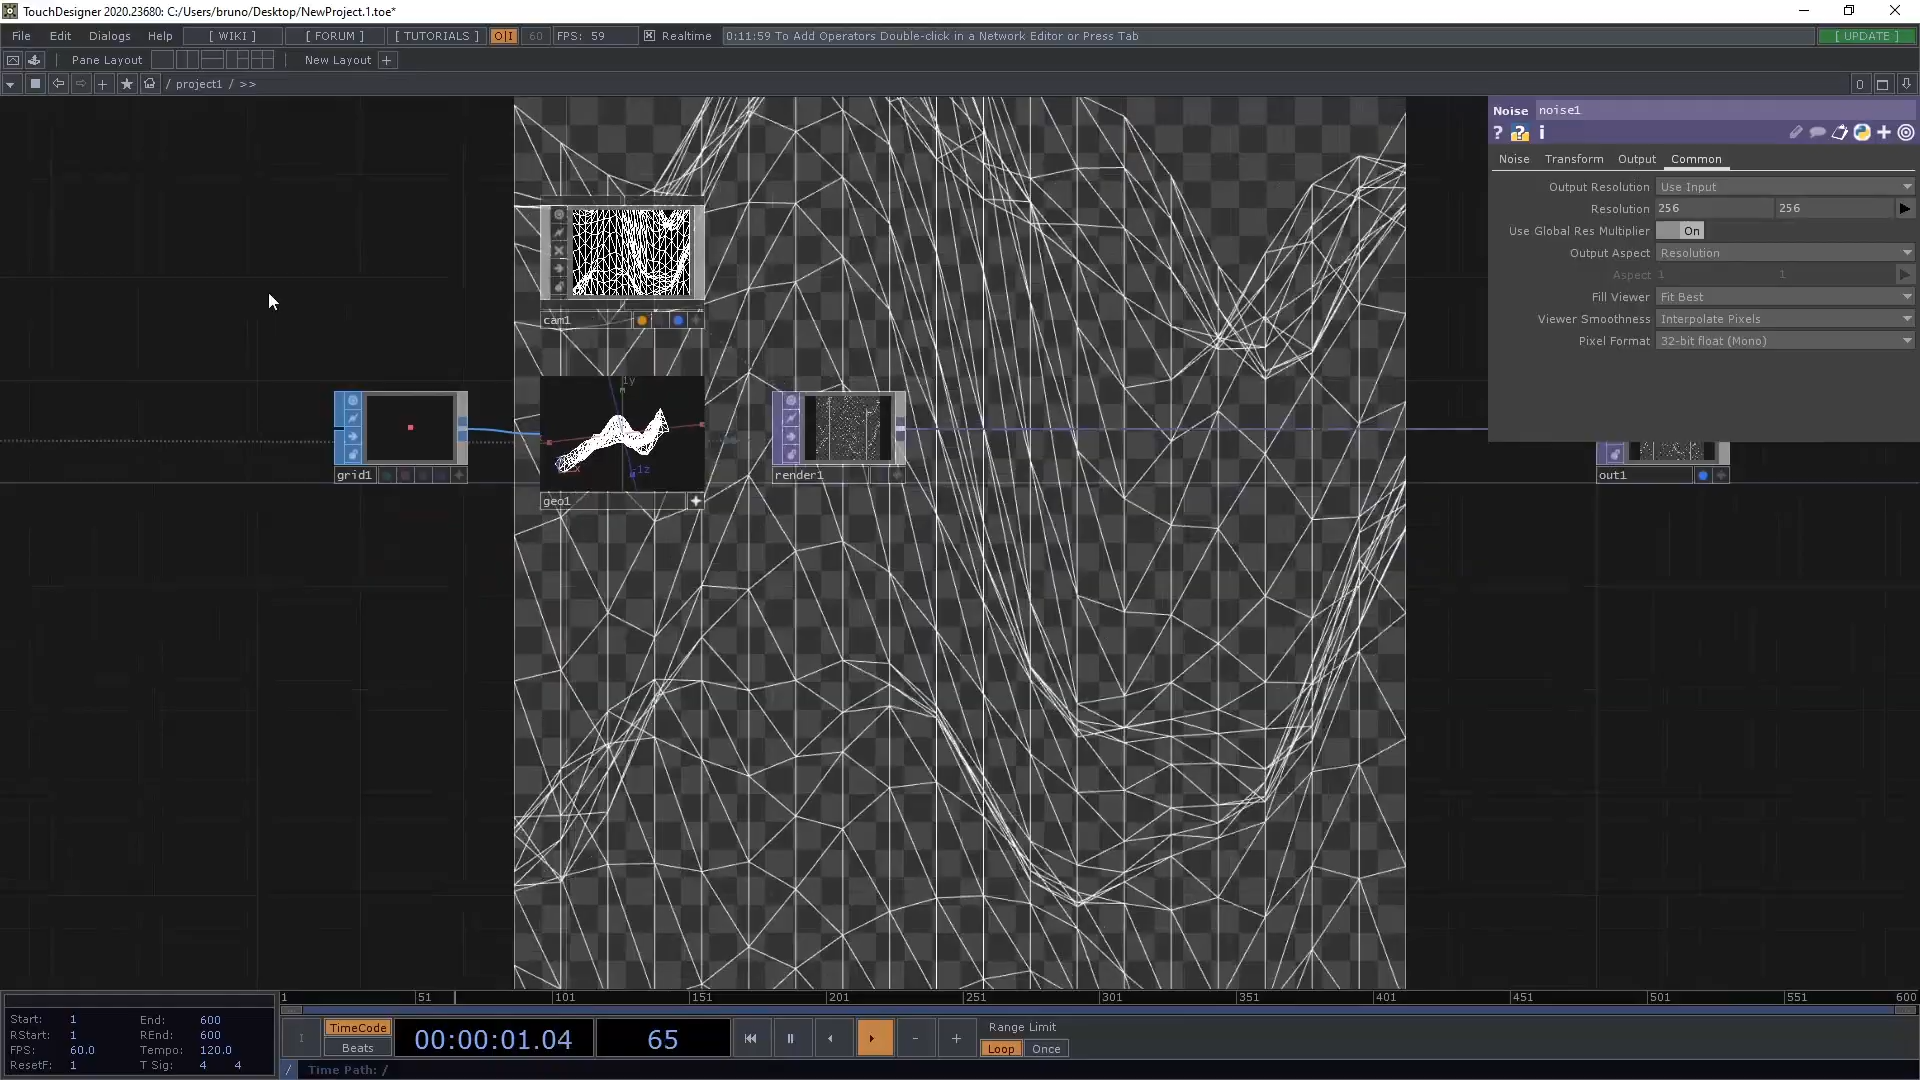 TouchDesigner 2020.23680: C:/Users/bruno/Desktop/NewProject.1.toe*
File Edit Dialogs Help [ WIKI ] [ FORUM ] [ TUTORIALS ] O|I 60 FPS: 59 Realtime 0:11:59 To Add Operators Double-click in a Network Editor or Press Tab [ UPDATE ]
Pane Layout New Layout +
/ project1 / >> 0
Noise noise1
? ? i
Noise Transform Output Common
Output Resolution Use Input
Resolution 256 256
Use Global Res Multiplier On
Output Aspect Resolution
Aspect 1 1
Fill Viewer Fit Best
Viewer Smoothness Interpolate Pixels
Pixel Format 32-bit float (Mono)
cam1
1y
1z
grid1
render1
out1
geo1
1 51 101 151 201 251 301 351 401 451 501 551 600
Start: 1 End: 600
RStart: 1 REnd: 600
FPS: 60.0 Tempo: 120.0
ResetF: 1 T Sig: 4 4
I TimeCode
Beats
00:00:01.04 65
- +
Range Limit
Loop Once
/ Time Path: /